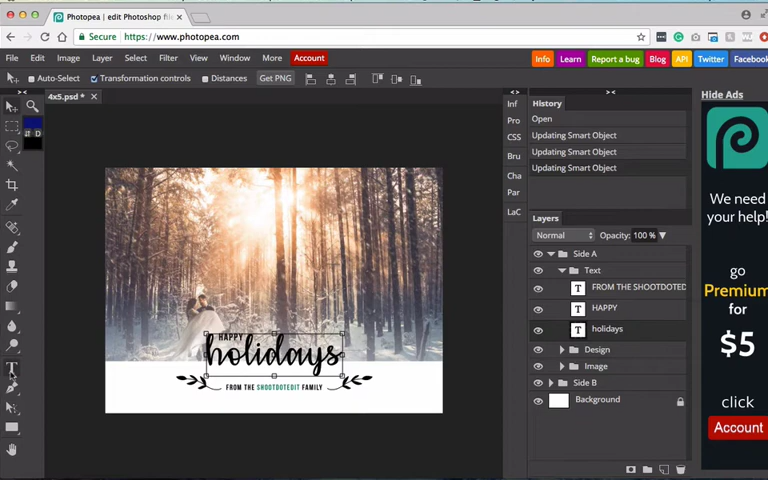 Photopea | edit Photoshop fil
Secure https://www.photopea.com
File Edit Image Layer Select Filter View Window More Account
Info Learn Report a bug Blog API Twitter Facebook
Auto-Select Transformation controls Distances Get PNG
4x5.psd *
Hide Ads
Inf
Pro
CSS
Bru
Cha
Par
LaC
History
Open
Updating Smart Object
Updating Smart Object
Updating Smart Object
Layers
Normal Opacity: 100 %
Side A
Text
T FROM THE SHOOTDOTED
T HAPPY
T holidays
Design
Image
Side B
Background
D
T
HAPPY
holidays
FROM THE SHOOTDOTEDIT FAMILY
We need
your help!
go
Premium
for
$5
click
Account